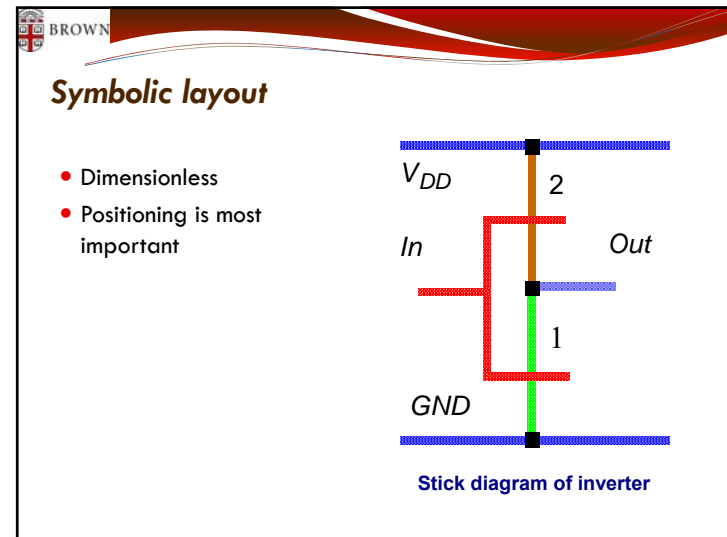 BROWN
Symbolic layout
• Dimensionless
• Positioning is most
important
VDD
2
In
Out
1
GND
Stick diagram of inverter